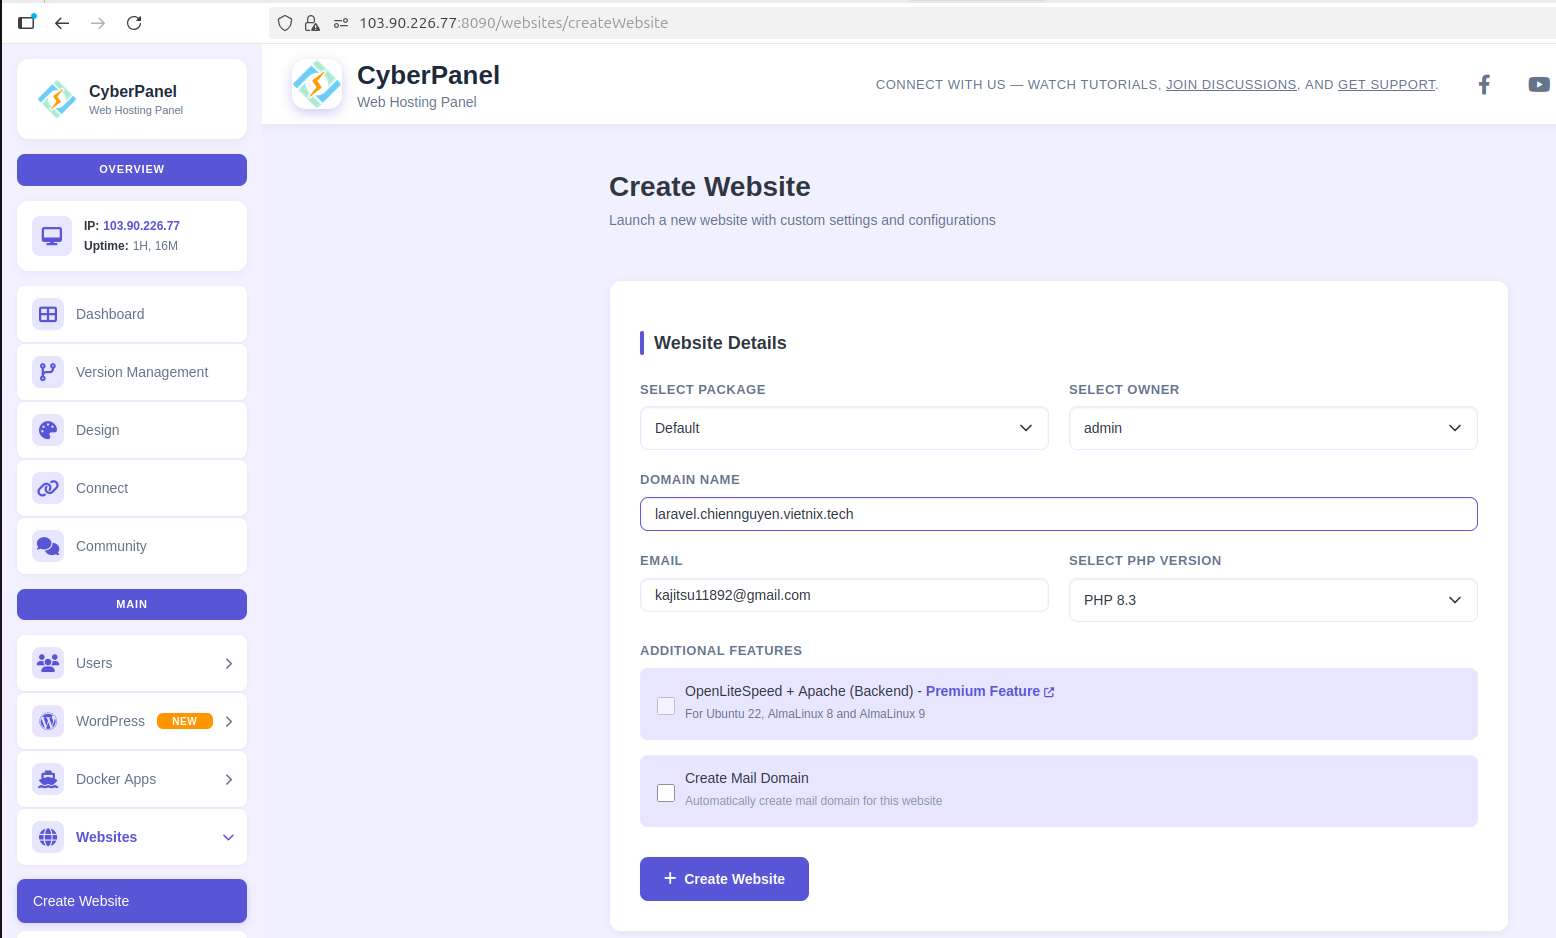 103.90.226.77:8090/websites/createWebsite
CyberPanel
Web Hosting Panel
OVERVIEW
IP: 103.90.226.77
Uptime: 1H, 16M
Dashboard
Version Management
Design
Connect
Community
MAIN
Users
WordPress NEW
Docker Apps
Websites
Create Website
CyberPanel
Web Hosting Panel
CONNECT WITH US — WATCH TUTORIALS, JOIN DISCUSSIONS, AND GET SUPPORT.
Create Website
Launch a new website with custom settings and configurations
Website Details
SELECT PACKAGE
Default
SELECT OWNER
admin
DOMAIN NAME
laravel.chiennguyen.vietnix.tech
EMAIL
kajitsu11892@gmail.com
SELECT PHP VERSION
PHP 8.3
ADDITIONAL FEATURES
OpenLiteSpeed + Apache (Backend) - Premium Feature
For Ubuntu 22, AlmaLinux 8 and AlmaLinux 9
Create Mail Domain
Automatically create mail domain for this website
+ Create Website